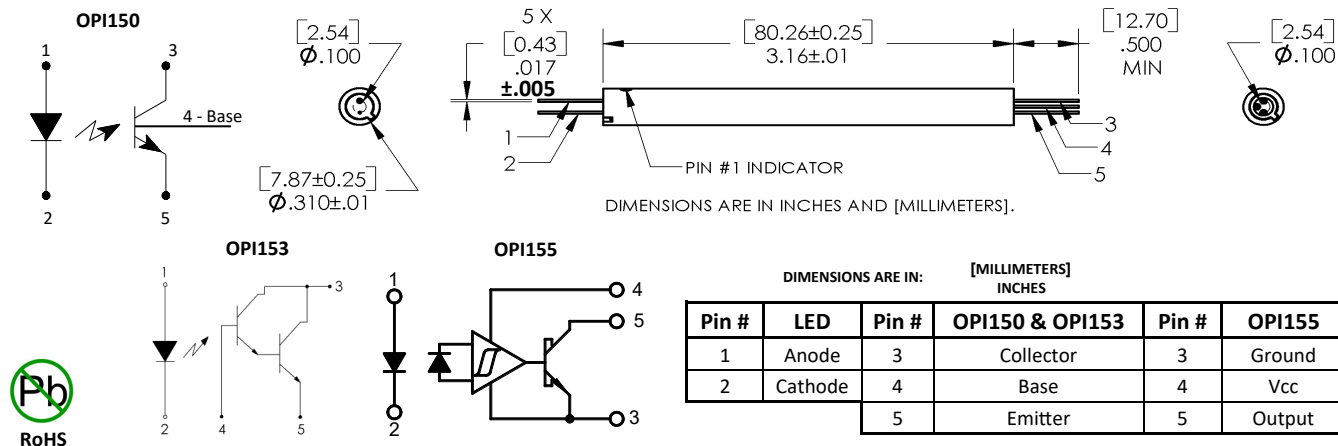 OPI150
1
3
4 - Base
2
5
[2.54]
Ø.100
[7.87±0.25]
Ø.310±.01
5 X
[0.43]
.017
±.005
[80.26±0.25]
3.16±.01
[12.70]
.500
MIN
[2.54]
Ø.100
1
2
3
4
5
PIN #1 INDICATOR
DIMENSIONS ARE IN INCHES AND [MILLIMETERS].
OPI153
1
3
2
4
5
OPI155
1
2
4
5
3
DIMENSIONS ARE IN:
[MILLIMETERS]
INCHES
Pin # LED Pin # OPI150 & OPI153 Pin # OPI155
1 Anode 3 Collector 3 Ground
2 Cathode 4 Base 4 Vcc
5 Emitter 5 Output
Pb
RoHS